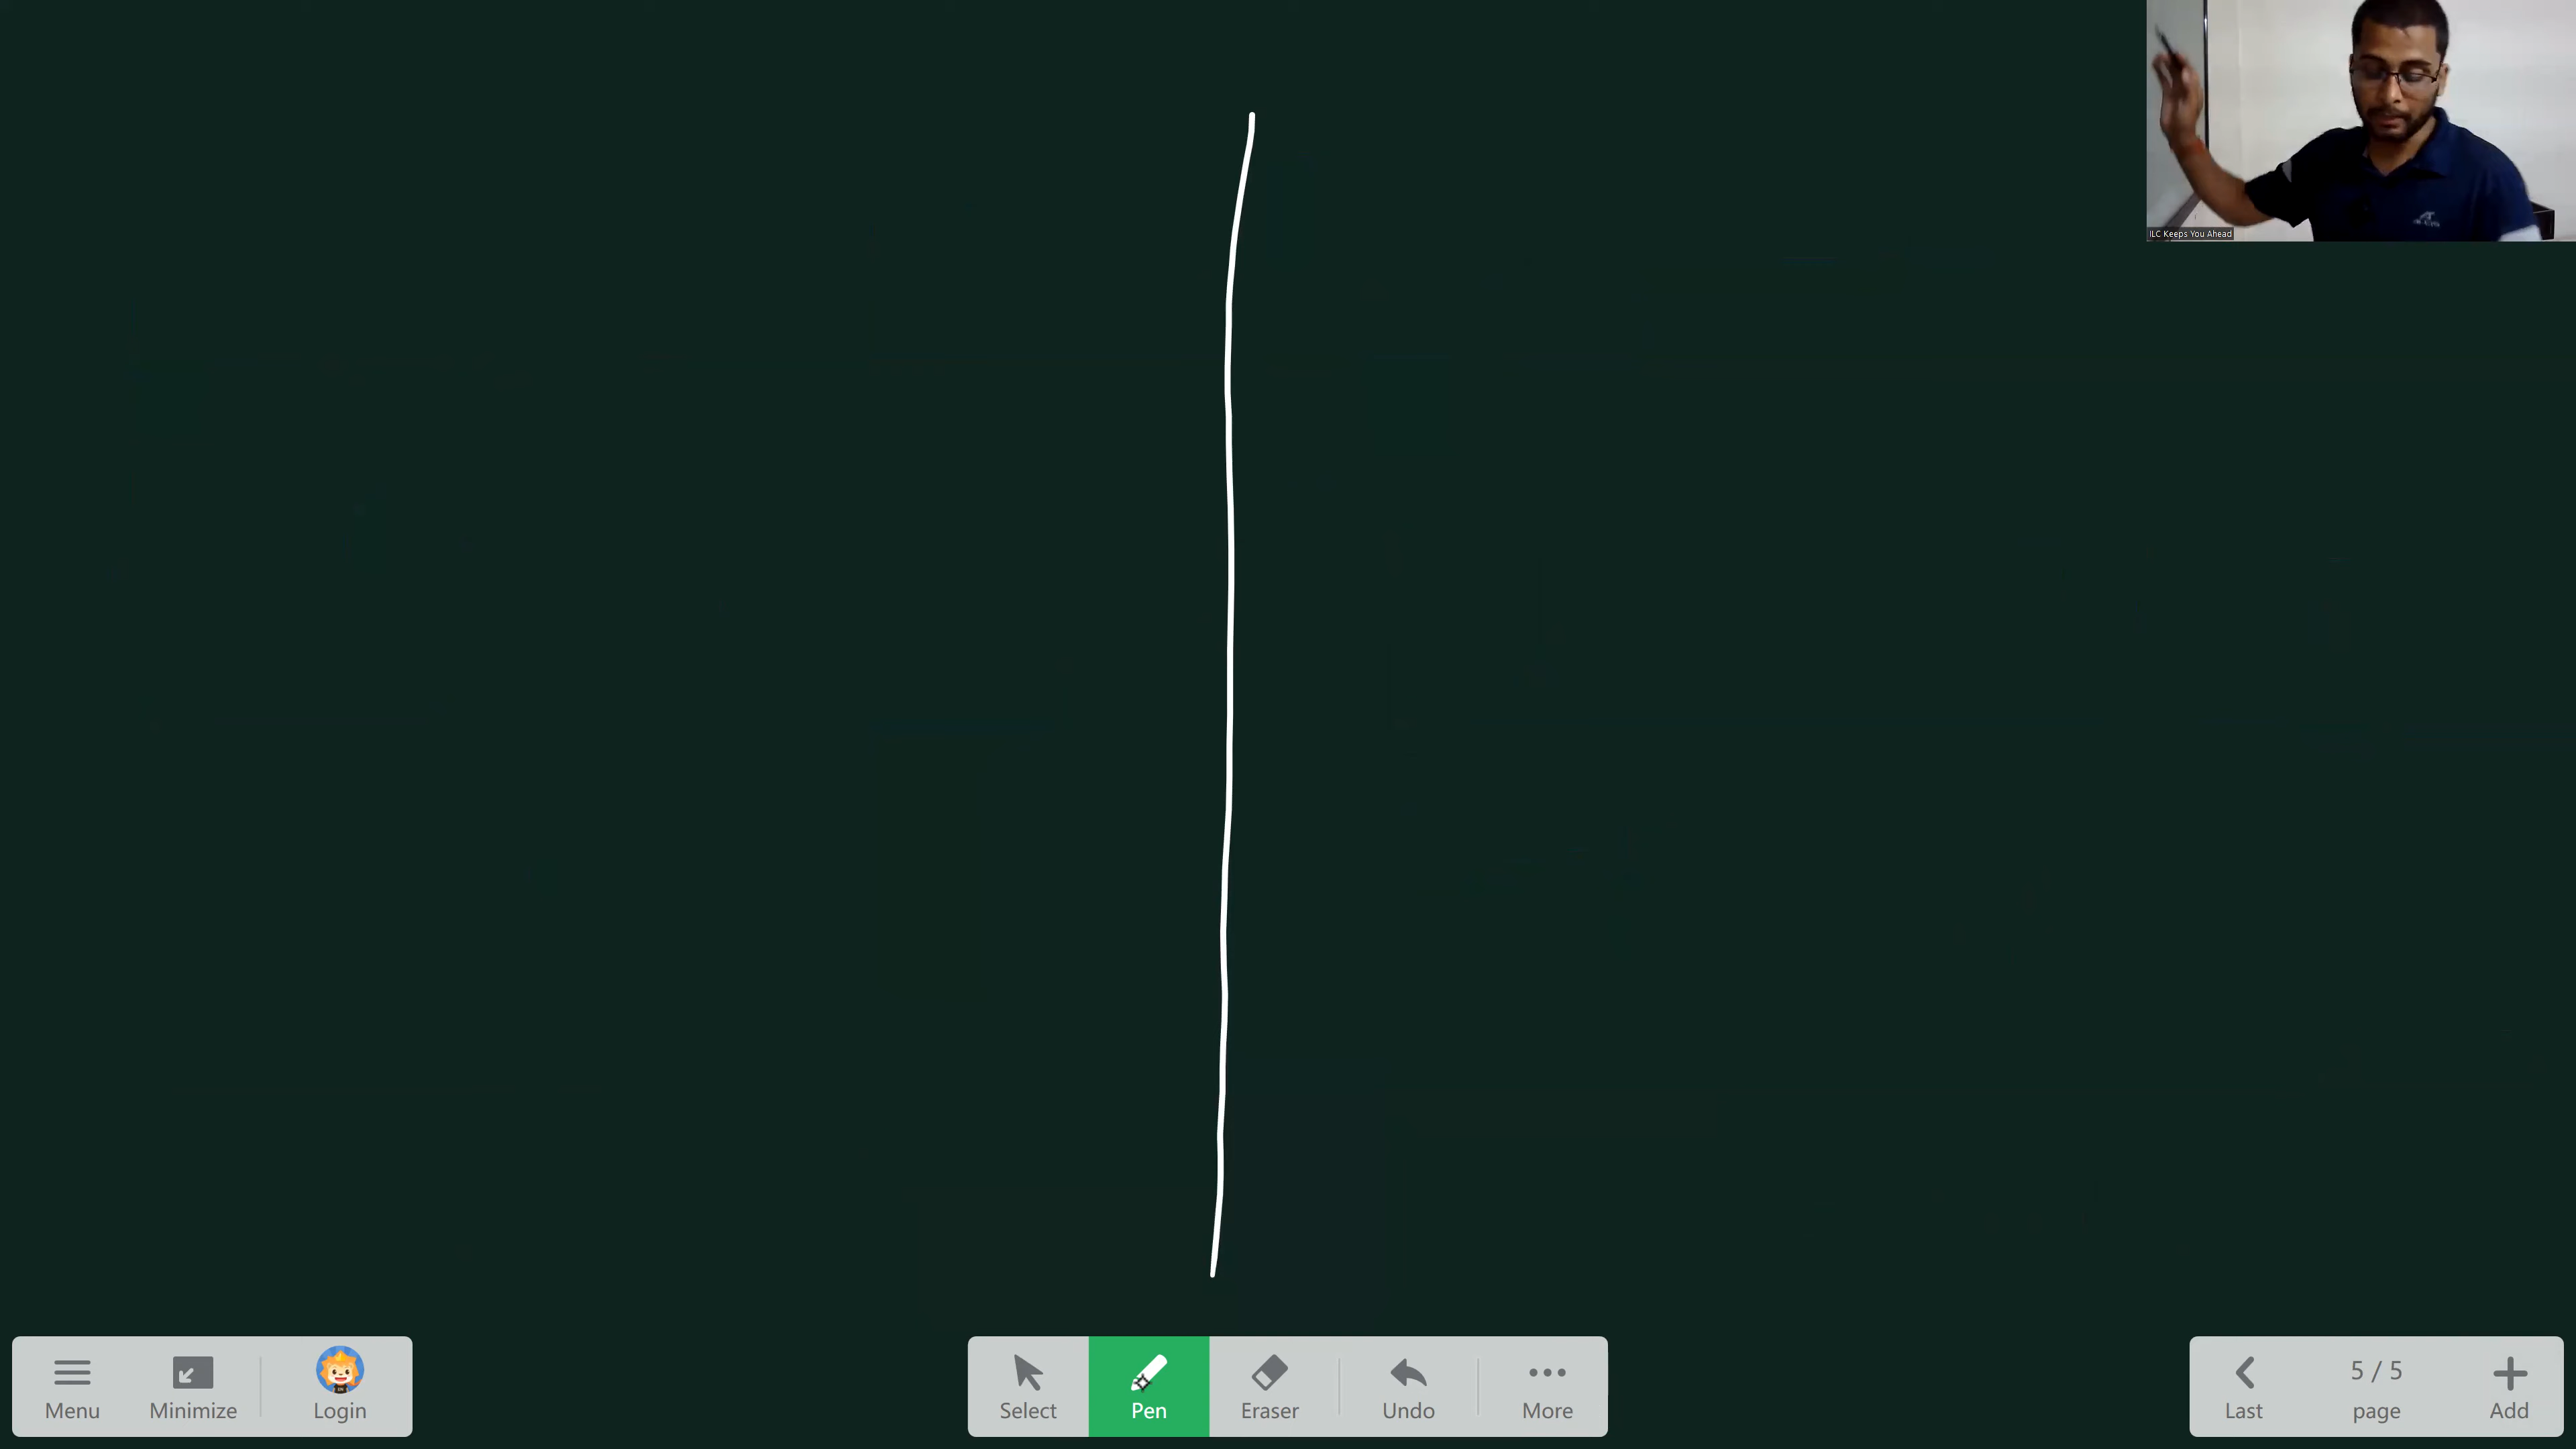 ILC Keeps You Ahead
Menu
Minimize
Login
Select
Pen
Eraser
Undo
More
Last
5 / 5
page
Add